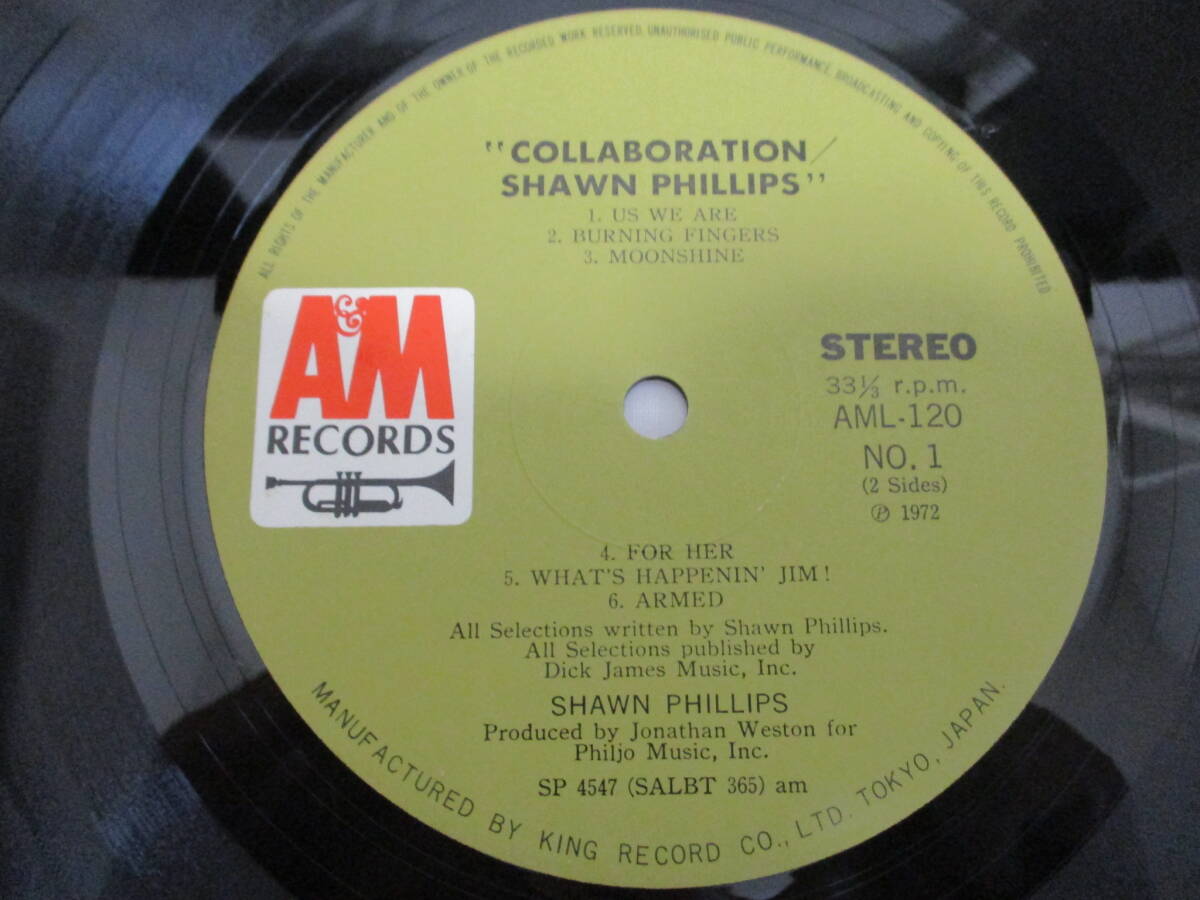 ALL RIGHTS OF THE MANUFACTURER AND OF THE OWNER OF THE RECORDED WORK RESERVED. UNAUTHORISED PUBLIC PERFORMANCE, BROADCASTING AND COPYING OF THIS RECORD PROHIBITED
"COLLABORATION/
SHAWN PHILLIPS"
1. US WE ARE
2. BURNING FINGERS
3. MOONSHINE
A&M
RECORDS
STEREO
33⅓ r.p.m.
AML-120
NO. 1
(2 Sides)
Ⓟ 1972
4. FOR HER
5. WHAT'S HAPPENIN' JIM!
6. ARMED
All Selections written by Shawn Phillips.
All Selections published by
Dick James Music, Inc.
SHAWN PHILLIPS
Produced by Jonathan Weston for
Philjo Music, Inc.
SP 4547 (SALBT 365) am
MANUFACTURED BY KING RECORD CO., LTD. TOKYO, JAPAN.